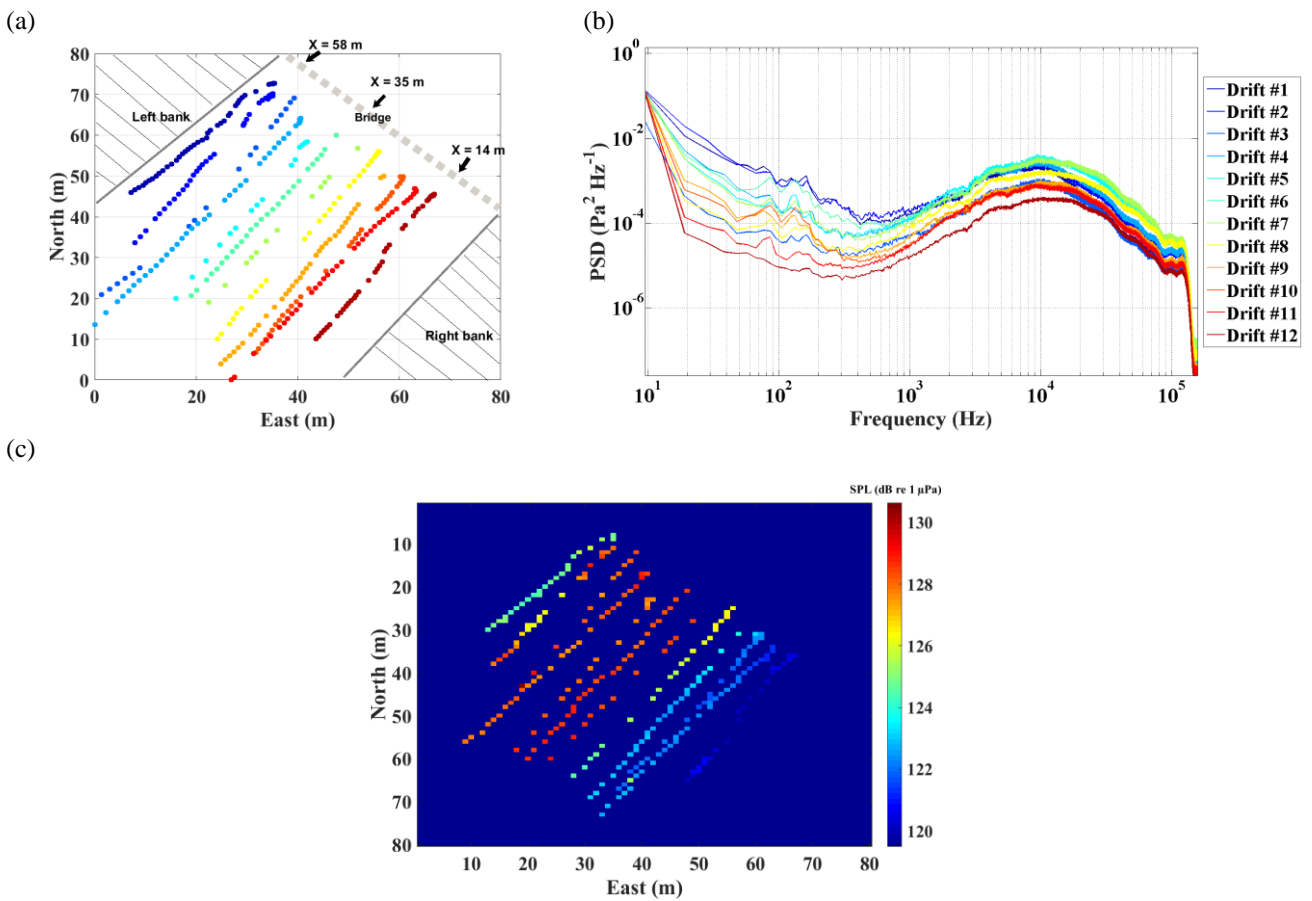 (a)
80
70
60
50
40
30
20
10
0
0
20
40
60
80
North (m)
East (m)
X = 58 m
X = 35 m
Bridge
X = 14 m
Left bank
Right bank
(b)
10^0
10^-2
10^-4
10^-6
PSD (Pa^2 Hz^-1)
10^1
10^2
10^3
10^4
10^5
Frequency (Hz)
Drift #1
Drift #2
Drift #3
Drift #4
Drift #5
Drift #6
Drift #7
Drift #8
Drift #9
Drift #10
Drift #11
Drift #12
(c)
SPL (dB re 1 µPa)
10
20
30
40
50
60
70
80
North (m)
10
20
30
40
50
60
70
80
East (m)
130
128
126
124
122
120